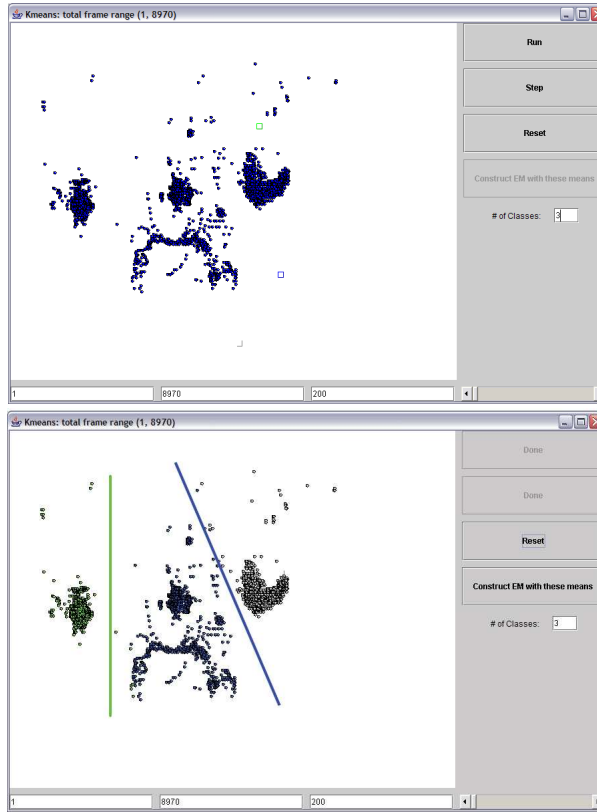 Kmeans: total frame range (1, 8970)
Run
Step
Reset
Construct EM with these means
# of Classes: 3
1 8970 200
Kmeans: total frame range (1, 8970)
Done
Done
Reset
Construct EM with these means
# of Classes: 3
1 8970 200